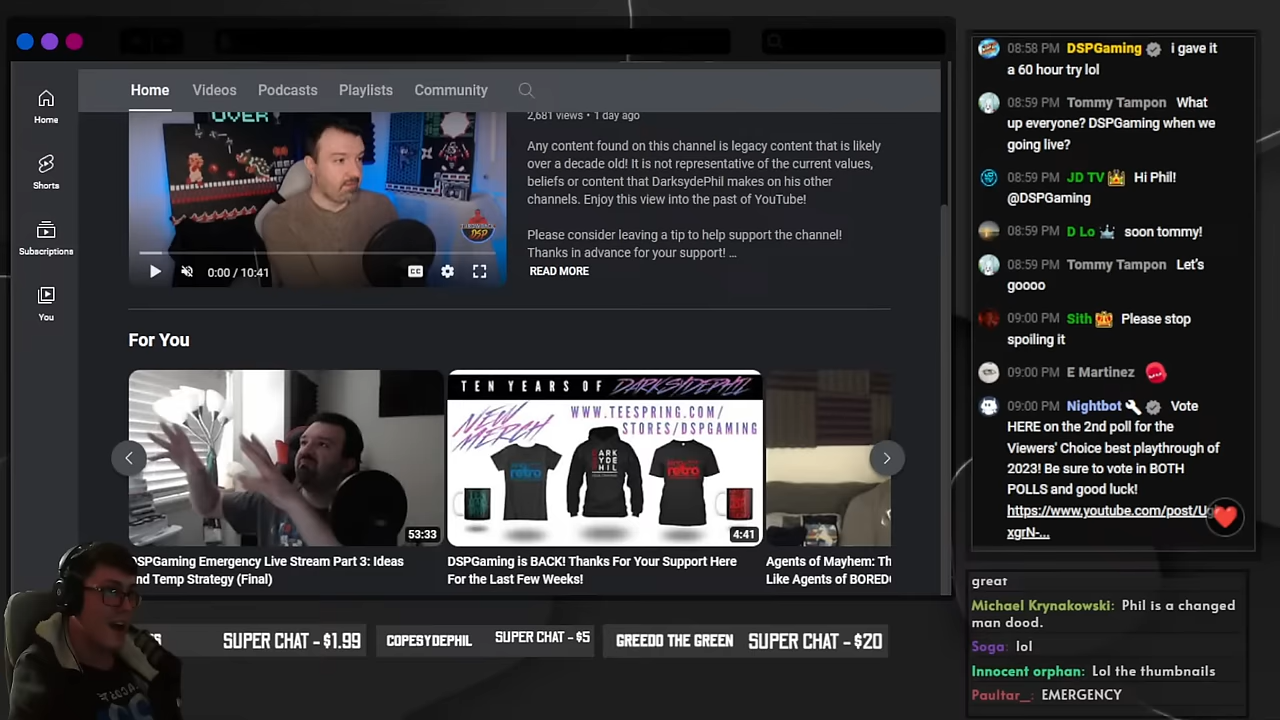 Home Videos Podcasts Playlists Community
Home
Shorts
Subscriptions
You
OVER
THROWBACK
DSP
0:00 / 10:41
CC
2,681 views • 1 day ago
Any content found on this channel is legacy content that is likely
over a decade old! It is not representative of the current values,
beliefs or content that DarksydePhil makes on his other
channels. Enjoy this view into the past of YouTube!
Please consider leaving a tip to help support the channel!
Thanks in advance for your support! ...
READ MORE
For You
53:33
DSPGaming Emergency Live Stream Part 3: Ideas
and Temp Strategy (Final)
TEN YEARS OF DARKSYDEPHIL
NEW
MERCH
WWW.TEESPRING.COM/
STORES/DSPGAMING
retro
DARK
SYDE
PHIL
retro
4:41
DSPGaming is BACK! Thanks For Your Support Here
For the Last Few Weeks!
Agents of Mayhem: Th
Like Agents of BORED
SUPER CHAT - $1.99
COPESYDEPHIL SUPER CHAT - $5
GREEDO THE GREEN SUPER CHAT - $20
08:58 PM DSPGaming i gave it
a 60 hour try lol
08:59 PM Tommy Tampon What
up everyone? DSPGaming when we
going live?
08:59 PM JD TV Hi Phil!
@DSPGaming
08:59 PM D Lo soon tommy!
08:59 PM Tommy Tampon Let's
goooo
09:00 PM Sith Please stop
spoiling it
09:00 PM E Martinez
09:00 PM Nightbot Vote
HERE on the 2nd poll for the
Viewers' Choice best playthrough of
2023! Be sure to vote in BOTH
POLLS and good luck!
https://www.youtube.com/post/Ug
xgrN-...
great
Michael Krynakowski: Phil is a changed
man dood.
Soga: lol
Innocent orphan: Lol the thumbnails
Paultar_: EMERGENCY